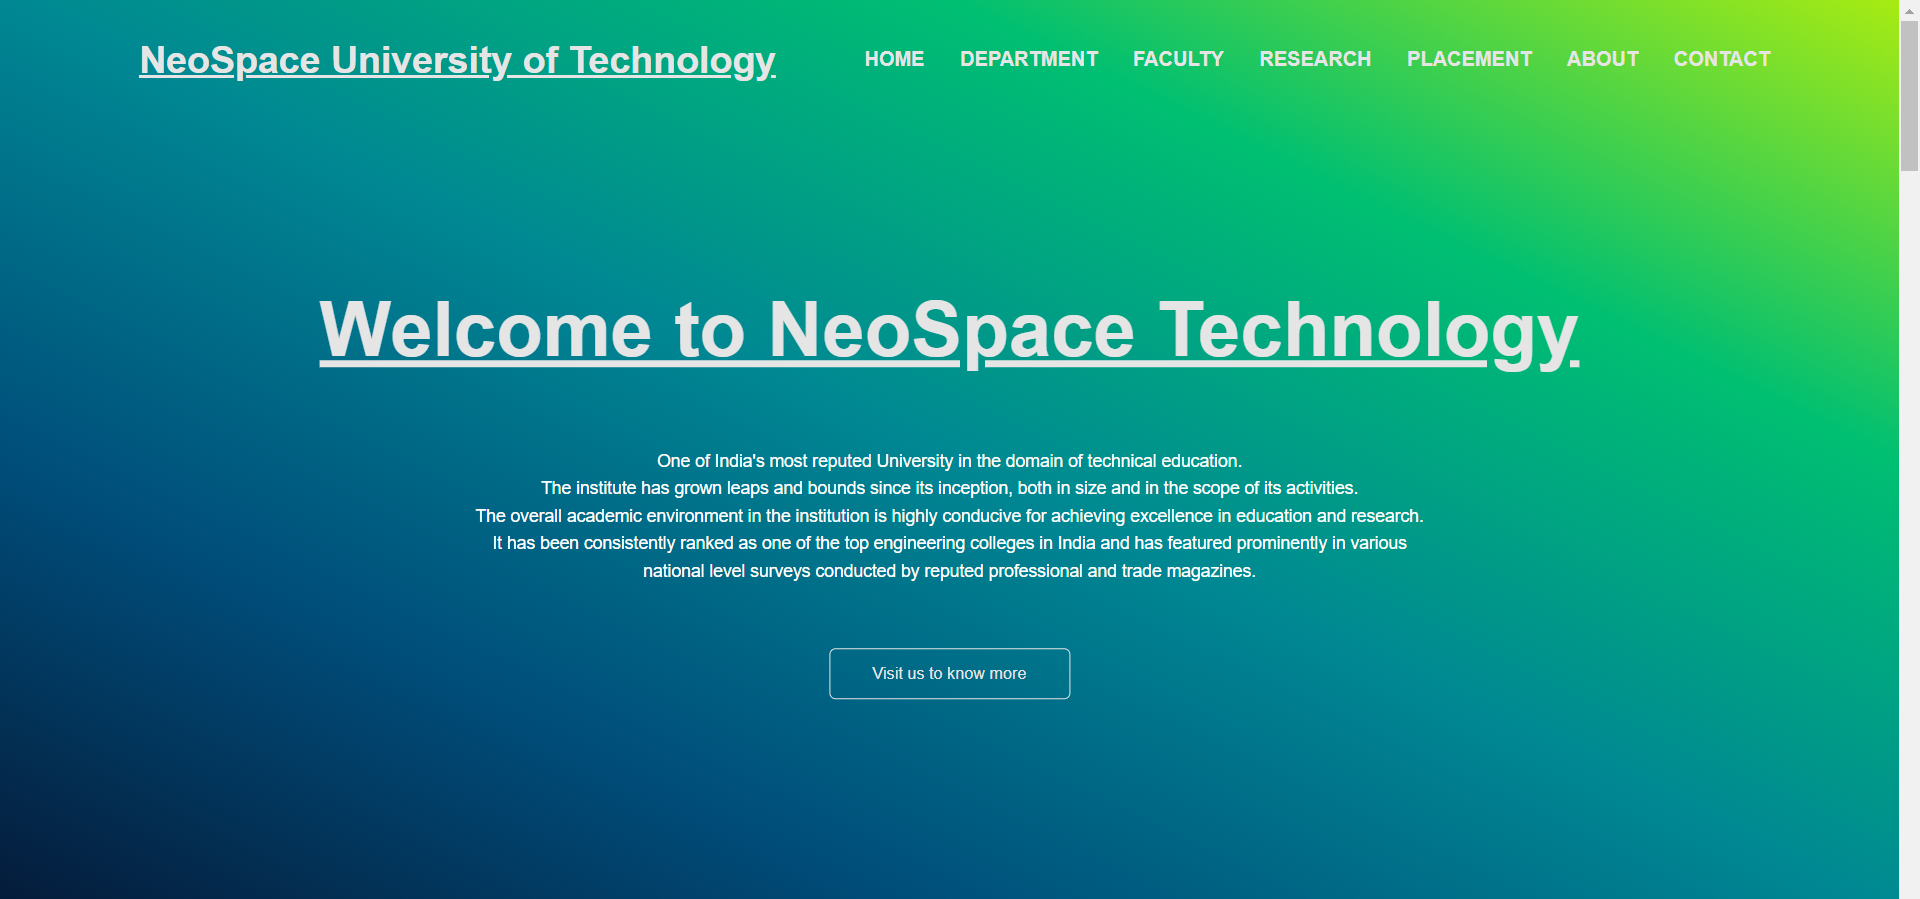 NeoSpace University of Technology
HOME DEPARTMENT FACULTY RESEARCH PLACEMENT ABOUT CONTACT
Welcome to NeoSpace Technology
One of India's most reputed University in the domain of technical education.
The institute has grown leaps and bounds since its inception, both in size and in the scope of its activities.
The overall academic environment in the institution is highly conducive for achieving excellence in education and research.
It has been consistently ranked as one of the top engineering colleges in India and has featured prominently in various
national level surveys conducted by reputed professional and trade magazines.
Visit us to know more